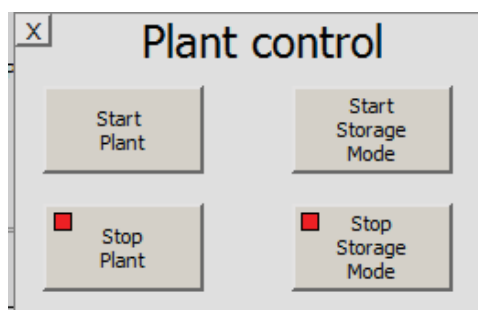 X
Plant control
Start
Plant
Start
Storage
Mode
Stop
Plant
Stop
Storage
Mode